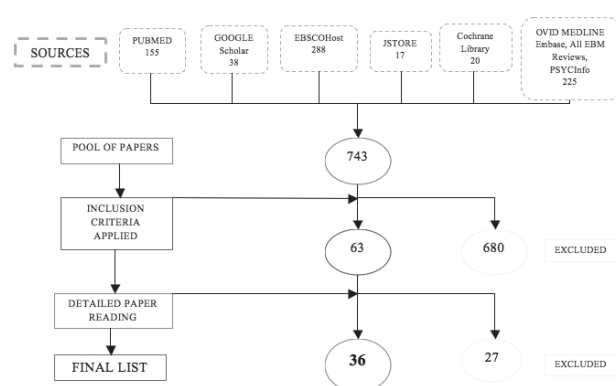 SOURCES
PUBMED
155
GOOGLE
Scholar
38
EBSCOHost
288
JSTORE
17
Cochrane
Library
20
OVID MEDLINE
Embase, All EBM
Reviews,
PSYCInfo
225
POOL OF PAPERS
743
INCLUSION
CRITERIA
APPLIED
63
680
EXCLUDED
DETAILED PAPER
READING
FINAL LIST
36
27
EXCLUDED